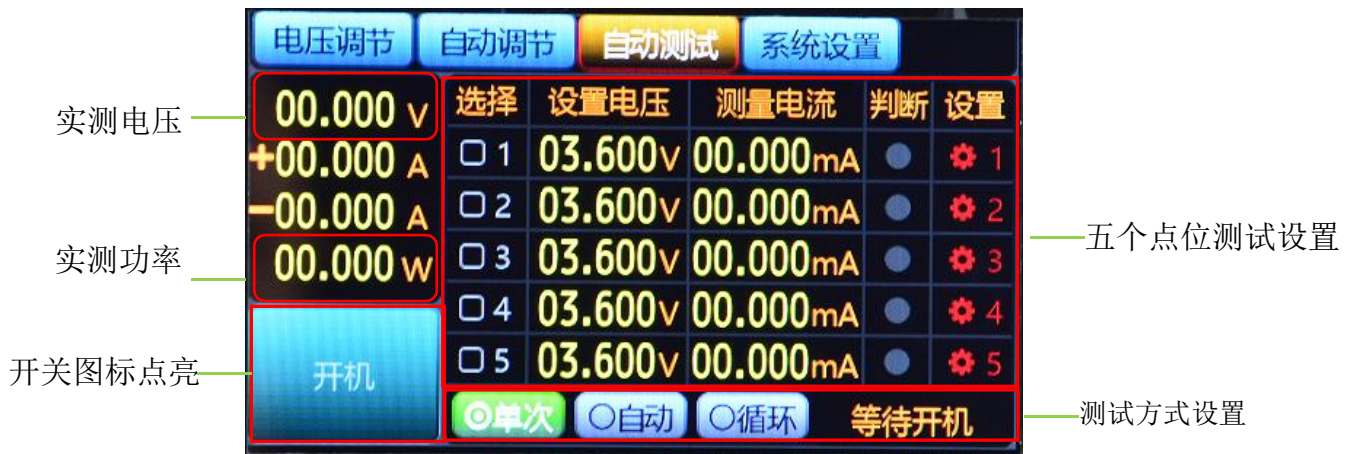 电压调节 自动调节 自动测试 系统设置
实测电压
00.000 V
+00.000 A
-00.000 A
实测功率
00.000 W
开关图标点亮
开机
选择 设置电压 测量电流 判断 设置
1 03.600V 00.000mA 1
2 03.600V 00.000mA 2
3 03.600V 00.000mA 3
4 03.600V 00.000mA 4
5 03.600V 00.000mA 5
五个点位测试设置
单次 自动 循环 等待开机
测试方式设置